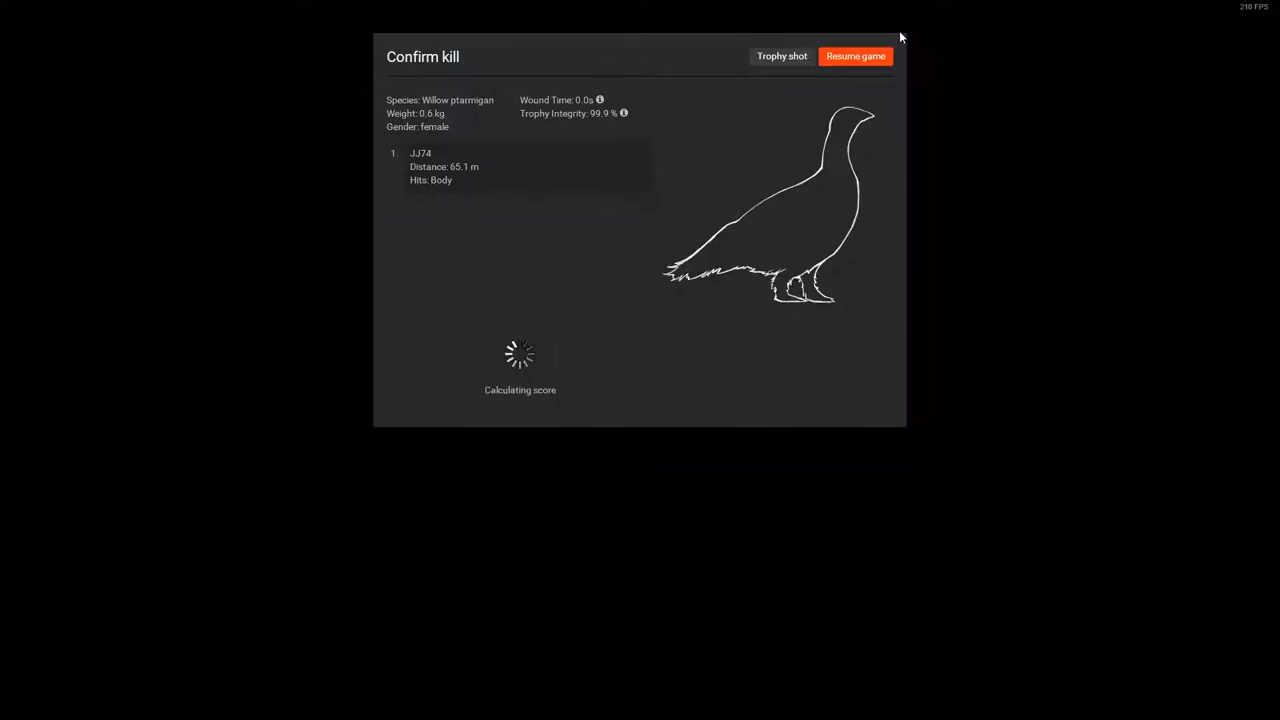 210 FPS
Confirm kill
Trophy shot
Resume game
Species: Willow ptarmigan
Weight: 0.6 kg
Gender: female
Wound Time: 0.0s
Trophy Integrity: 99.9 %
1. JJ74
Distance: 65.1 m
Hits: Body
Calculating score